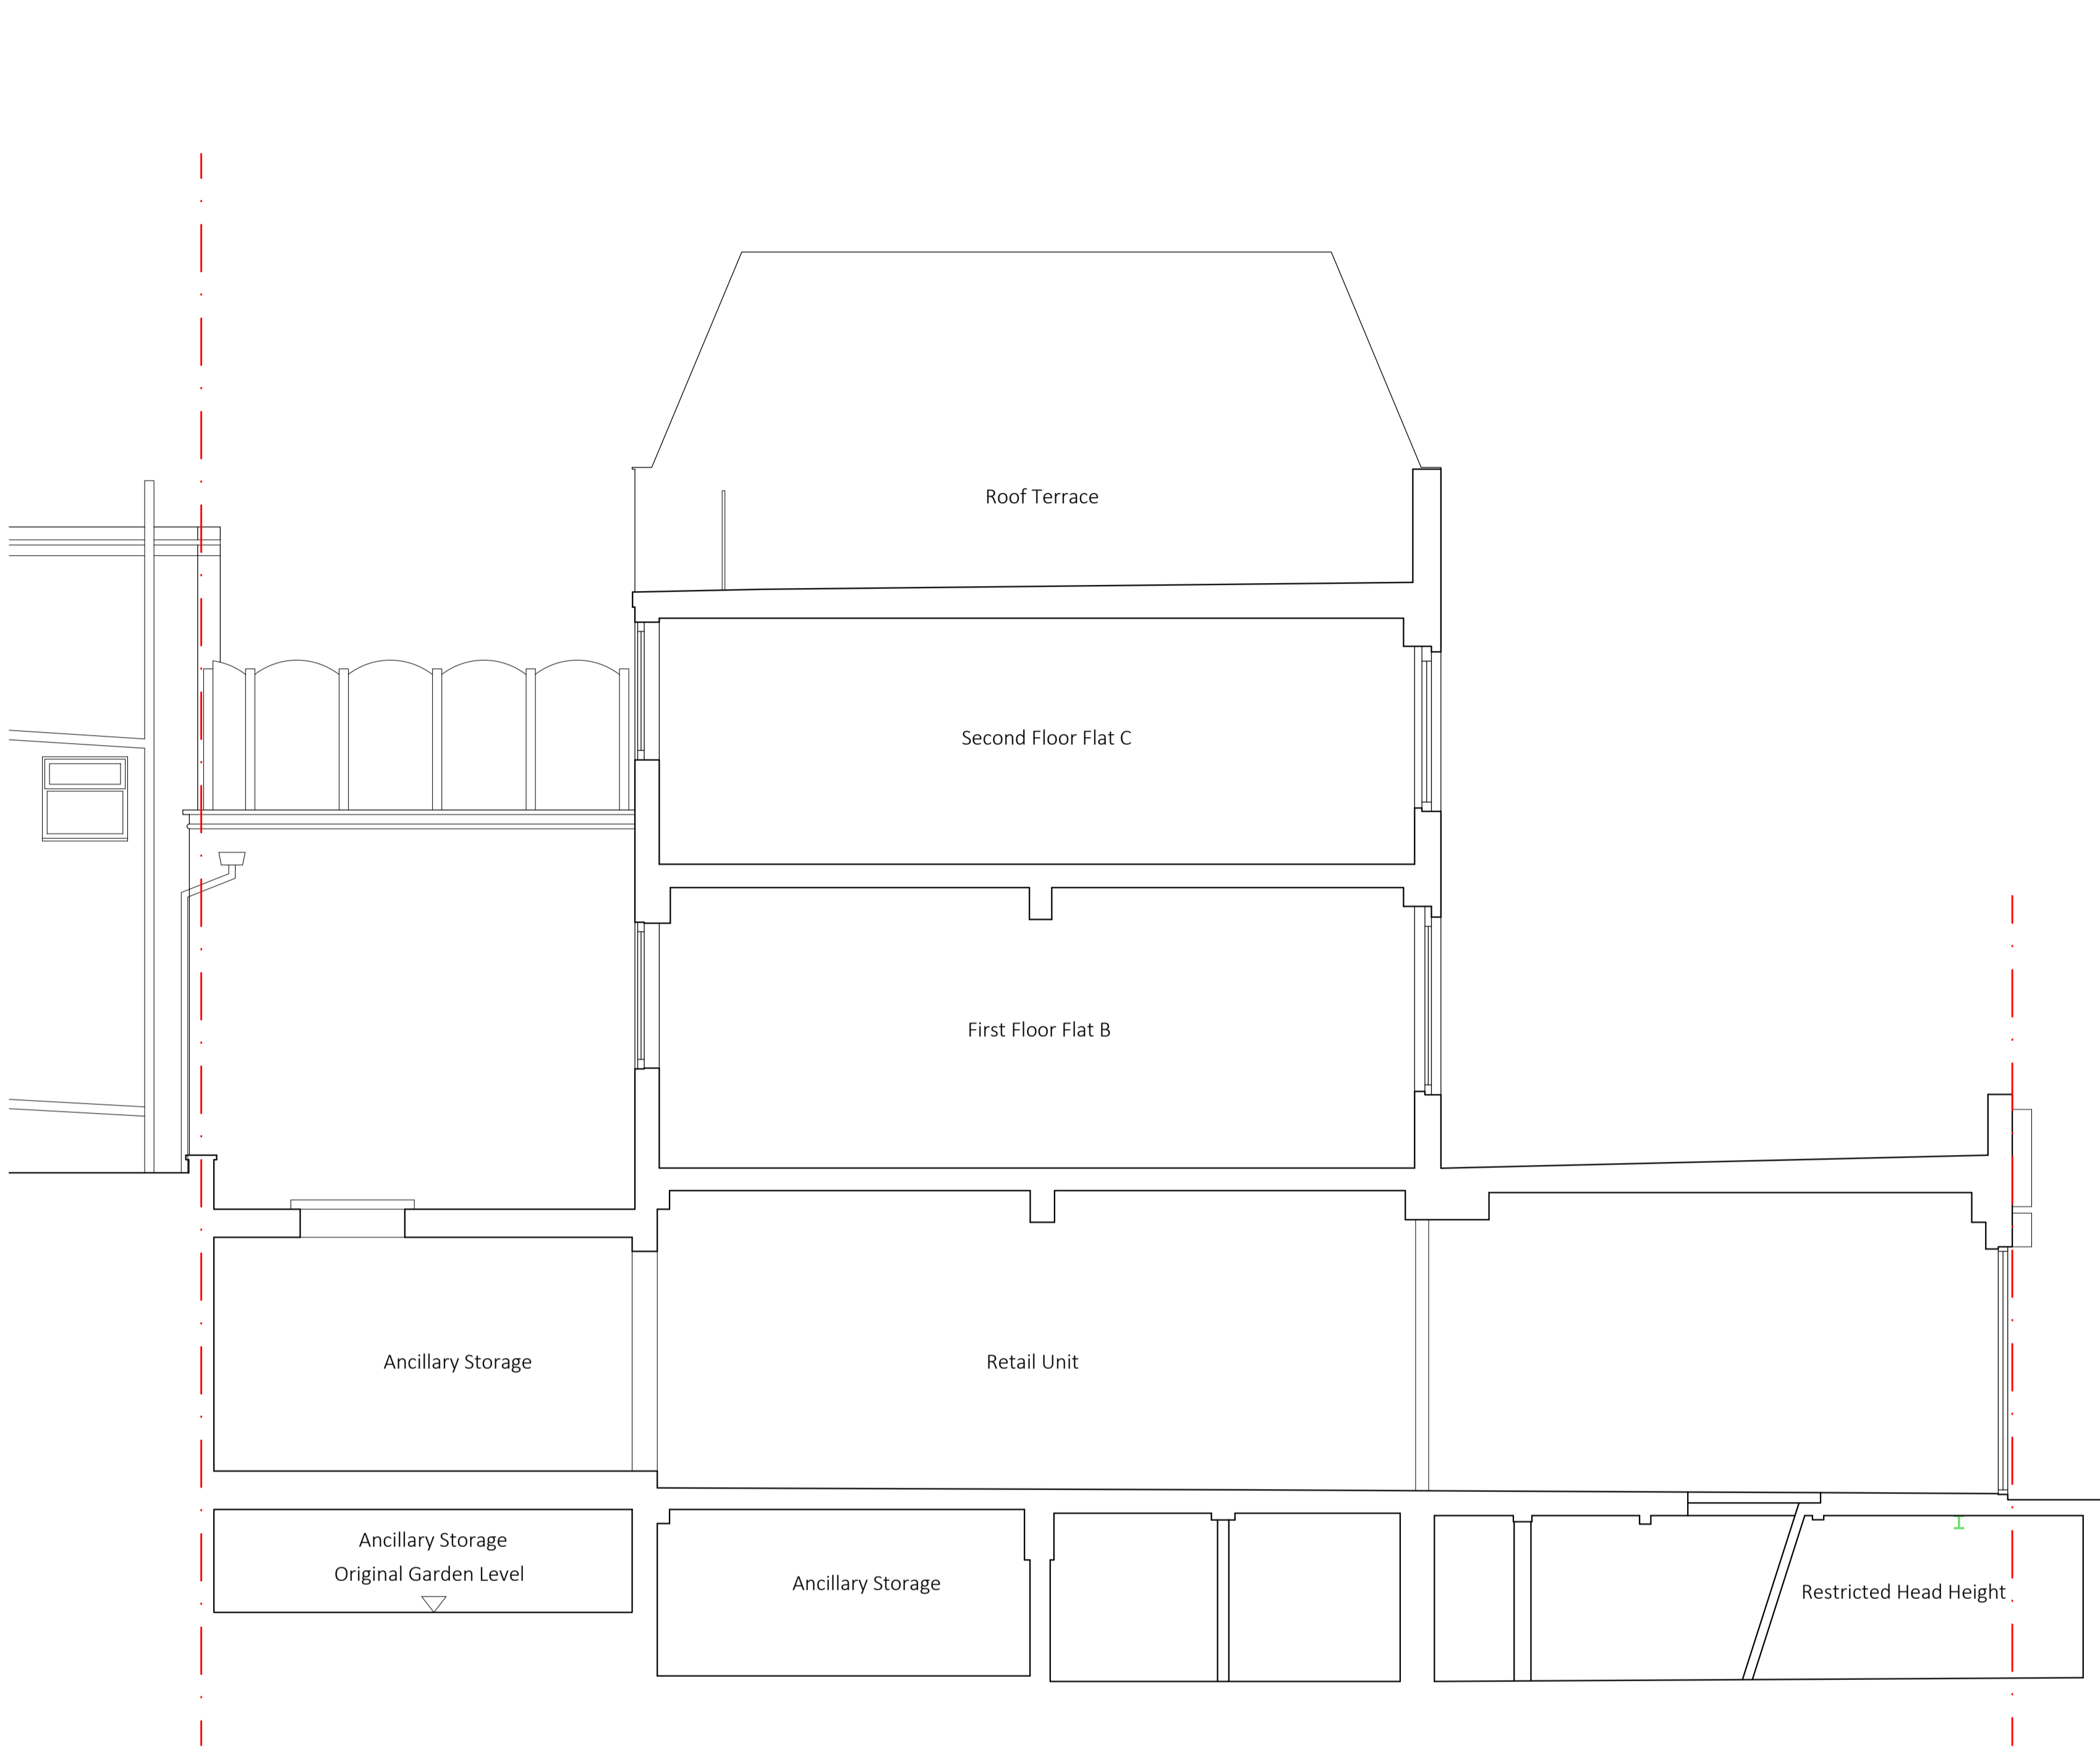 Roof Terrace
Second Floor Flat C
First Floor Flat B
Ancillary Storage
Retail Unit
Ancillary Storage
Original Garden Level
Ancillary Storage
Restricted Head Height